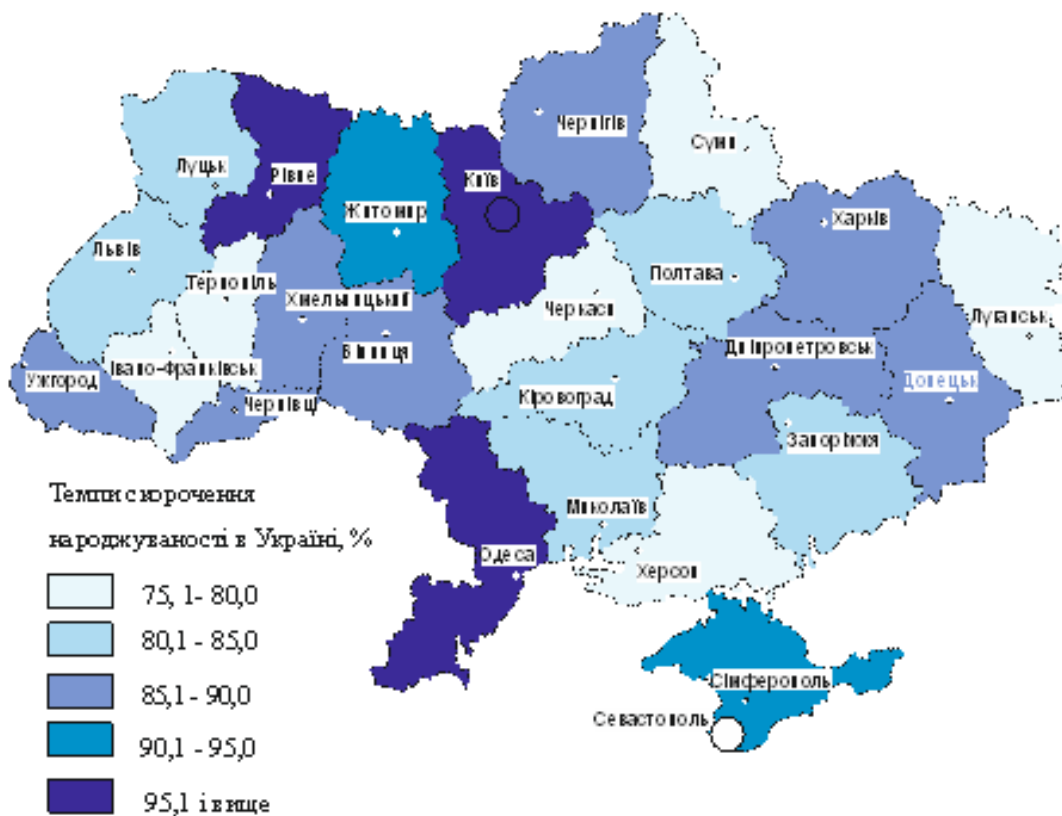 Чернігів
Суми
Луцьк
Рівне
Київ
Житомир
Харків
Львів
Полтава
Тернопіль
Хмельницький
Черкаси
Луганськ
Вінниця
Дніпропетровськ
Івано-Франківськ
Ужгород
Донецьк
Кіровоград
Чернівці
Запоріжжя
Миколаїв
Одеса
Херсон
Сімферополь
Севастополь
Темпи скорочення
народжуваності в Україні, %
75, 1- 80,0
80,1 - 85,0
85,1 - 90,0
90,1 - 95,0
95,1 і вище